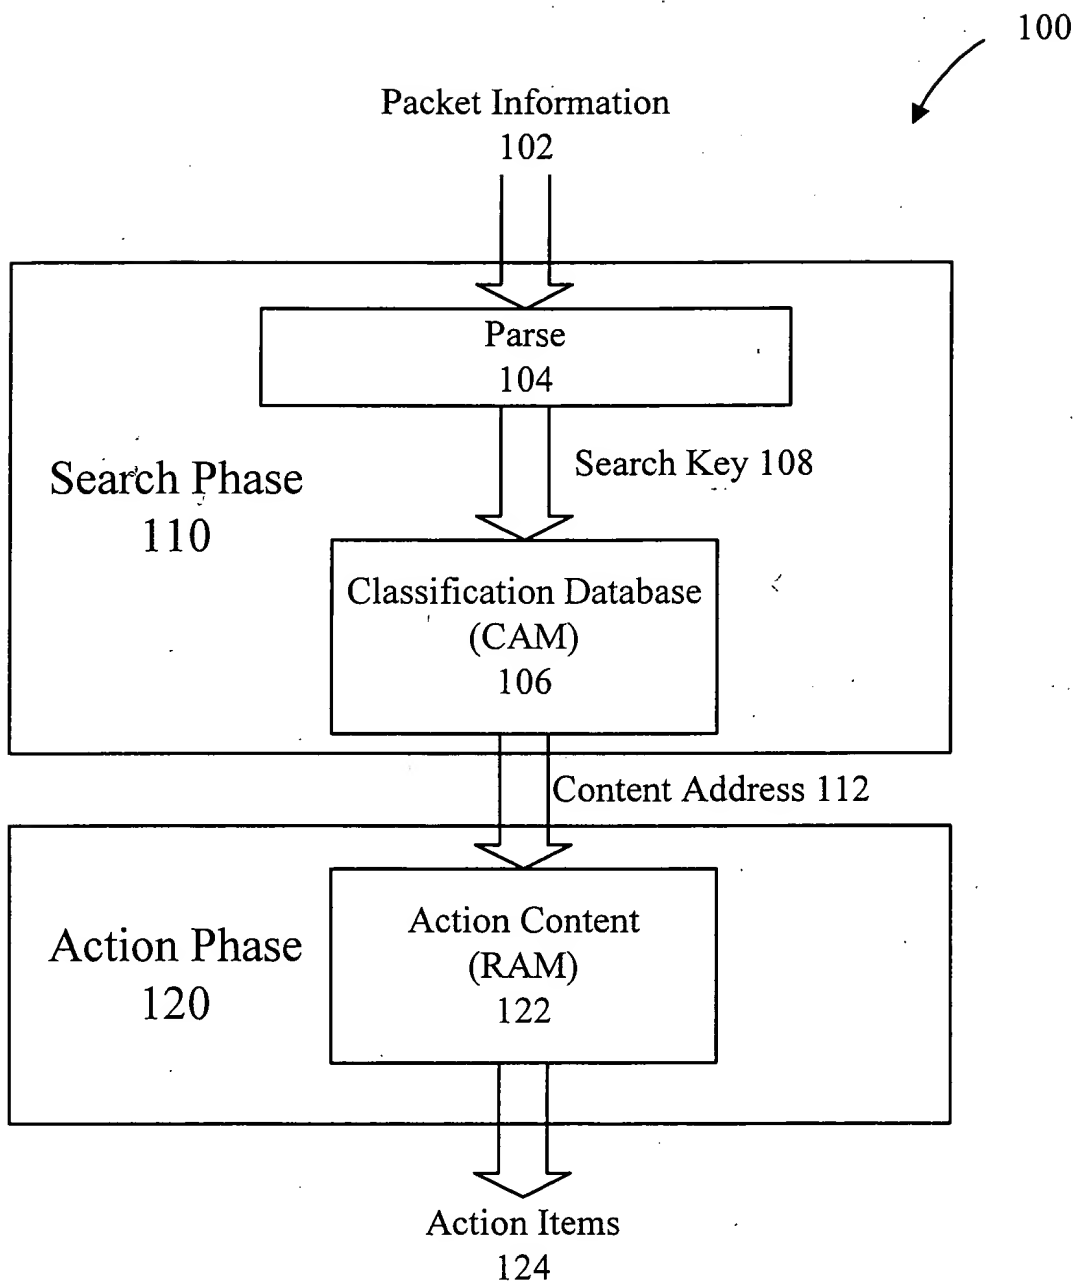 100
Packet Information
102
Parse
104
Search Key 108
Search Phase
110
Classification Database
(CAM)
106
Content Address 112
Action Phase
120
Action Content
(RAM)
122
Action Items
124